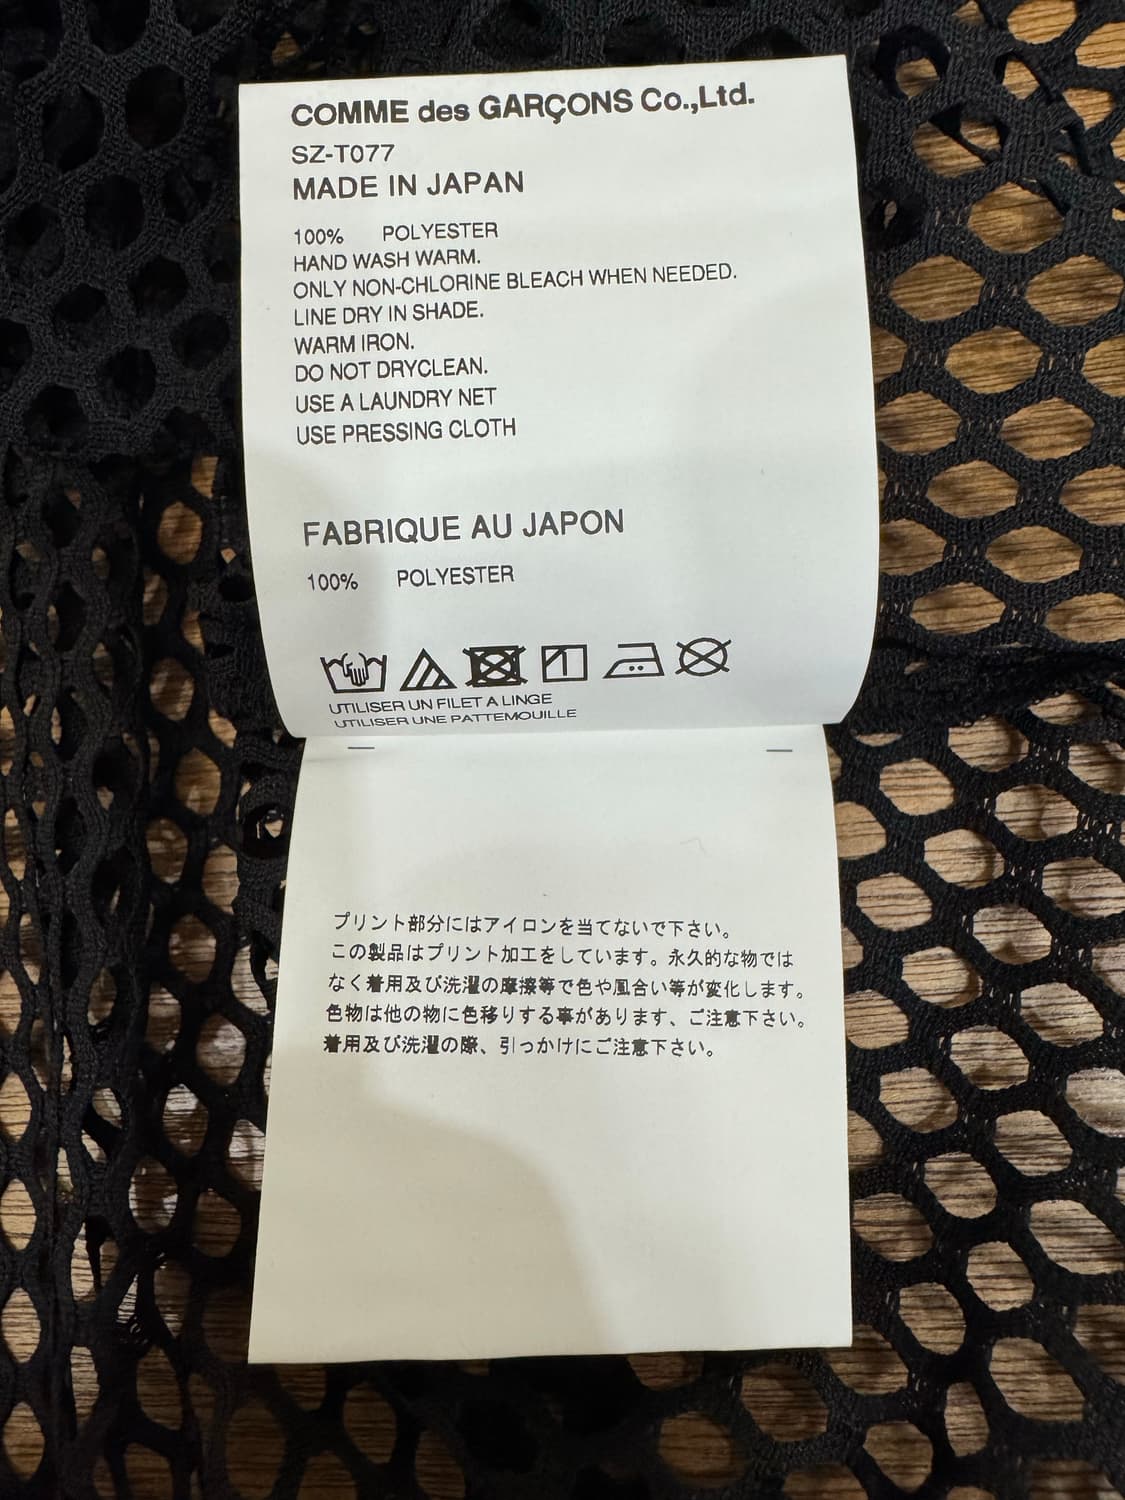 COMME des GARÇONS Co.,Ltd.
SZ-T077
MADE IN JAPAN
100% POLYESTER
HAND WASH WARM.
ONLY NON-CHLORINE BLEACH WHEN NEEDED.
LINE DRY IN SHADE.
WARM IRON.
DO NOT DRYCLEAN.
USE A LAUNDRY NET
USE PRESSING CLOTH
FABRIQUE AU JAPON
100% POLYESTER
UTILISER UN FILET A LINGE
UTILISER UNE PATTEMOUILLE
プリント部分にはアイロンを当てないで下さい。
この製品はプリント加工をしています。永久的な物では
なく着用及び洗濯の摩擦等で色や風合い等が変化します。
色物は他の物に色移りする事があります、ご注意下さい。
着用及び洗濯の際、引っかけにご注意下さい。